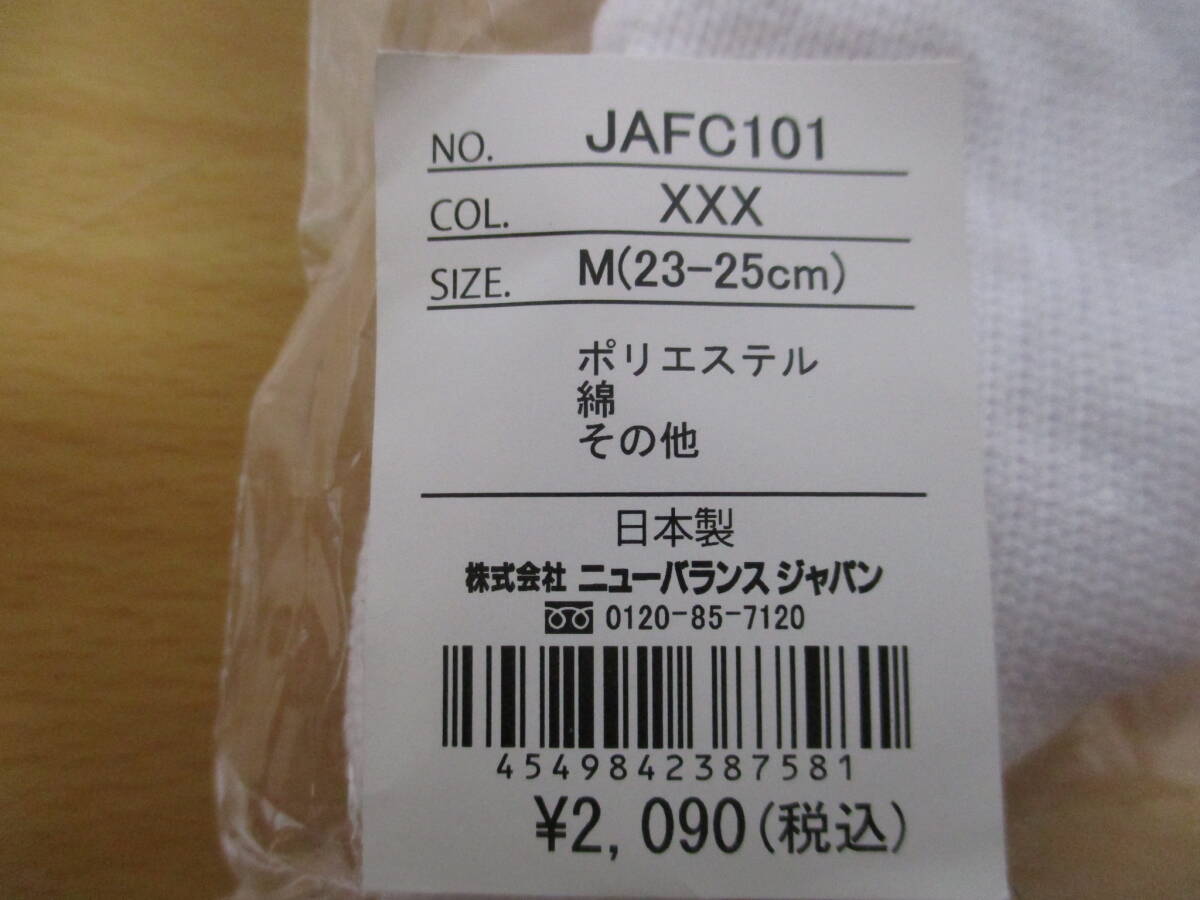 NO. JAFC101
COL. XXX
SIZE. M(23-25cm)
ポリエステル
綿
その他
日本製
株式会社 ニューバランス ジャパン
0120-85-7120
4549842387581
¥2,090(税込)